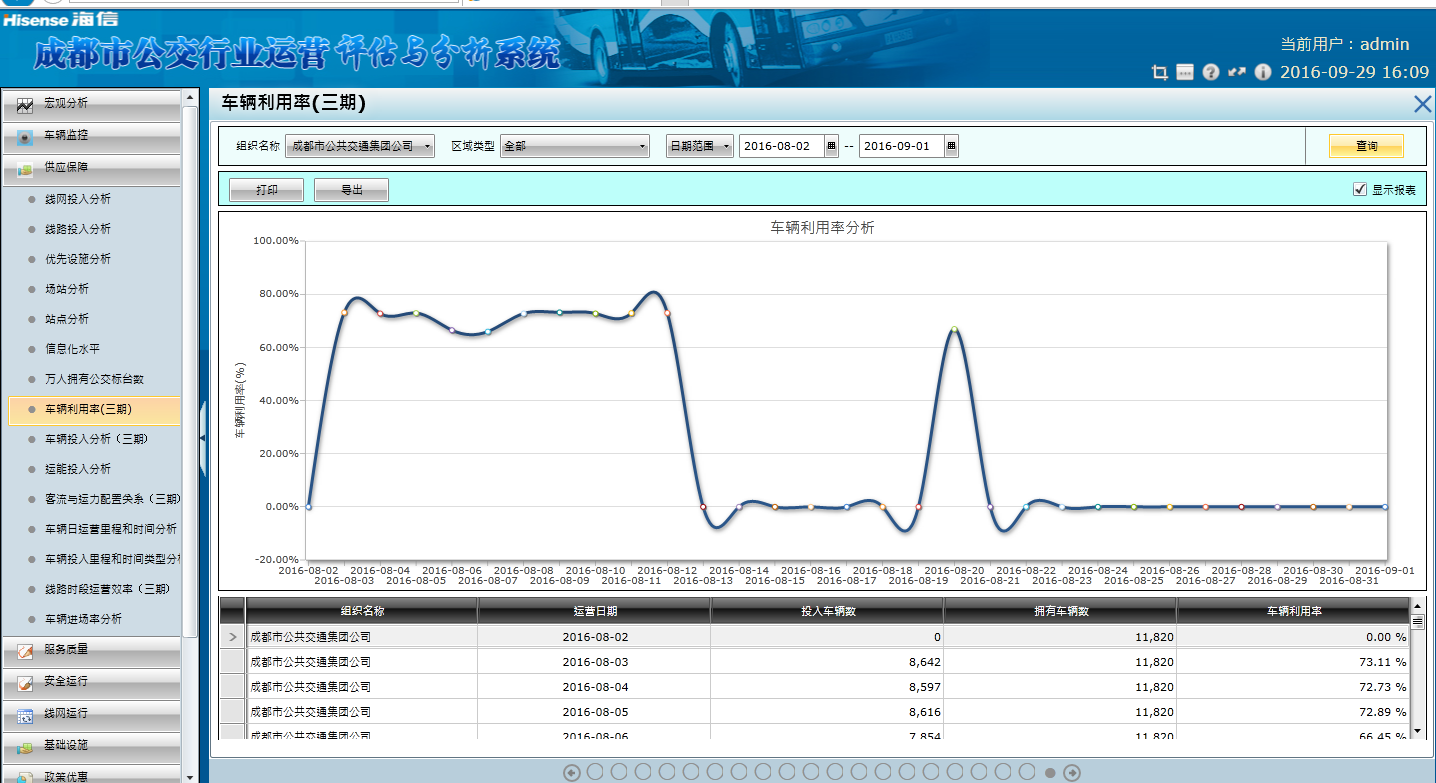 Hisense 海信
成都市公交行业运营评估与分析系统
当前用户：admin
2016-09-29 16:09
宏观分析
车辆监控
供应保障
线网投入分析
线路投入分析
优先设施分析
场站分析
站点分析
信息化水平
万人拥有公交标台数
车辆利用率(三期)
车辆投入分析（三期）
运能投入分析
客流与运力配置关系（三期）
车辆日运营里程和时间分析
车辆投入里程和时间类型分析
线路时段运营效率（三期）
车辆进场率分析
服务质量
安全运行
线网运行
基础设施
政策优惠
车辆利用率(三期)
组织名称 成都市公共交通集团公司 区域类型 全部 日期范围 2016-08-02 -- 2016-09-01 查询
打印 导出 显示报表
车辆利用率分析
车辆利用率(%)
100.00%
80.00%
60.00%
40.00%
20.00%
0.00%
-20.00%
2016-08-02 2016-08-04 2016-08-06 2016-08-08 2016-08-10 2016-08-12 2016-08-14 2016-08-16 2016-08-18 2016-08-20 2016-08-22 2016-08-24 2016-08-26 2016-08-28 2016-08-30 2016-09-01
2016-08-03 2016-08-05 2016-08-07 2016-08-09 2016-08-11 2016-08-13 2016-08-15 2016-08-17 2016-08-19 2016-08-21 2016-08-23 2016-08-25 2016-08-27 2016-08-29 2016-08-31
组织名称 运营日期 投入车辆数 拥有车辆数 车辆利用率
成都市公共交通集团公司 2016-08-02 0 11,820 0.00 %
成都市公共交通集团公司 2016-08-03 8,642 11,820 73.11 %
成都市公共交通集团公司 2016-08-04 8,597 11,820 72.73 %
成都市公共交通集团公司 2016-08-05 8,616 11,820 72.89 %
成都市公共交通集团公司 2016-08-06 7,854 11,820 66.45 %